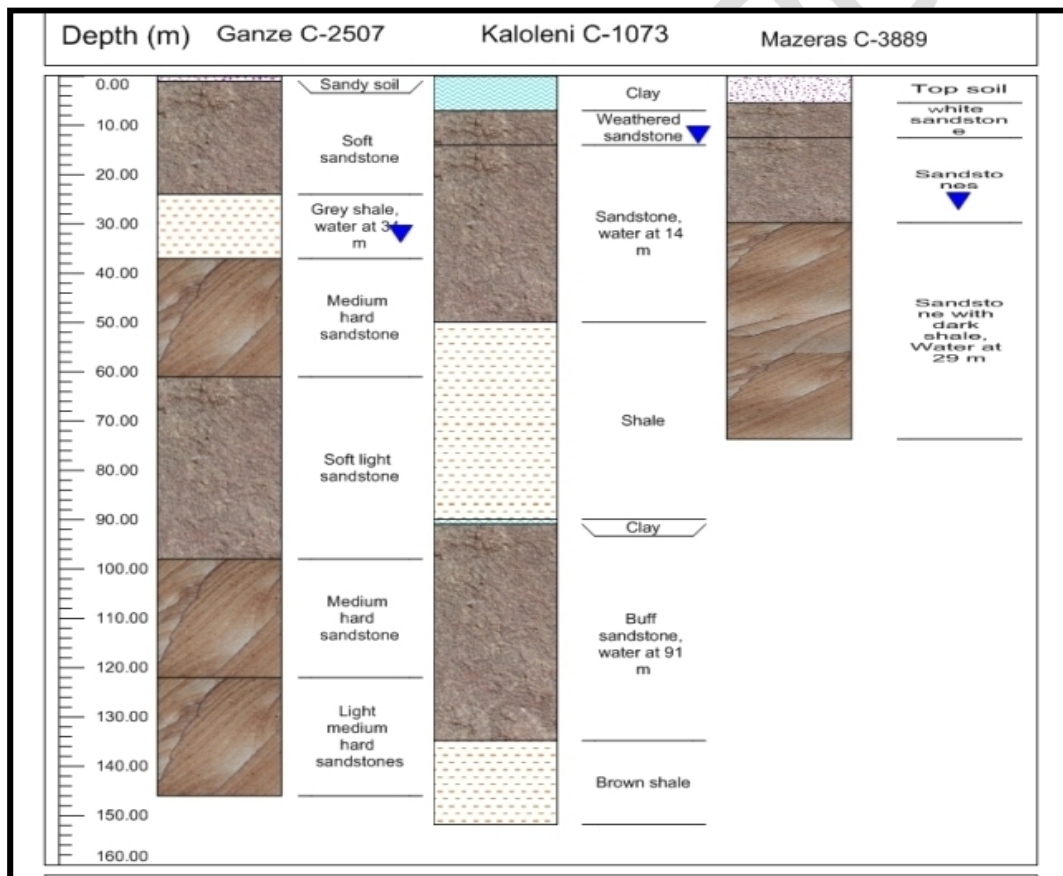 Depth (m) Ganze C-2507 Kaloleni C-1073 Mazeras C-3889
0.00
10.00
20.00
30.00
40.00
50.00
60.00
70.00
80.00
90.00
100.00
110.00
120.00
130.00
140.00
150.00
160.00
Sandy soil
Soft
sandstone
Grey shale,
water at 34
m
Medium
hard
sandstone
Soft light
sandstone
Medium
hard
sandstone
Light
medium
hard
sandstones
Clay
Weathered
sandstone
Sandstone,
water at 14
m
Shale
Clay
Buff
sandstone,
water at 91
m
Brown shale
Top soil
white
sandston
e
Sandsto
nes
Sandsto
ne with
dark
shale,
Water at
29 m